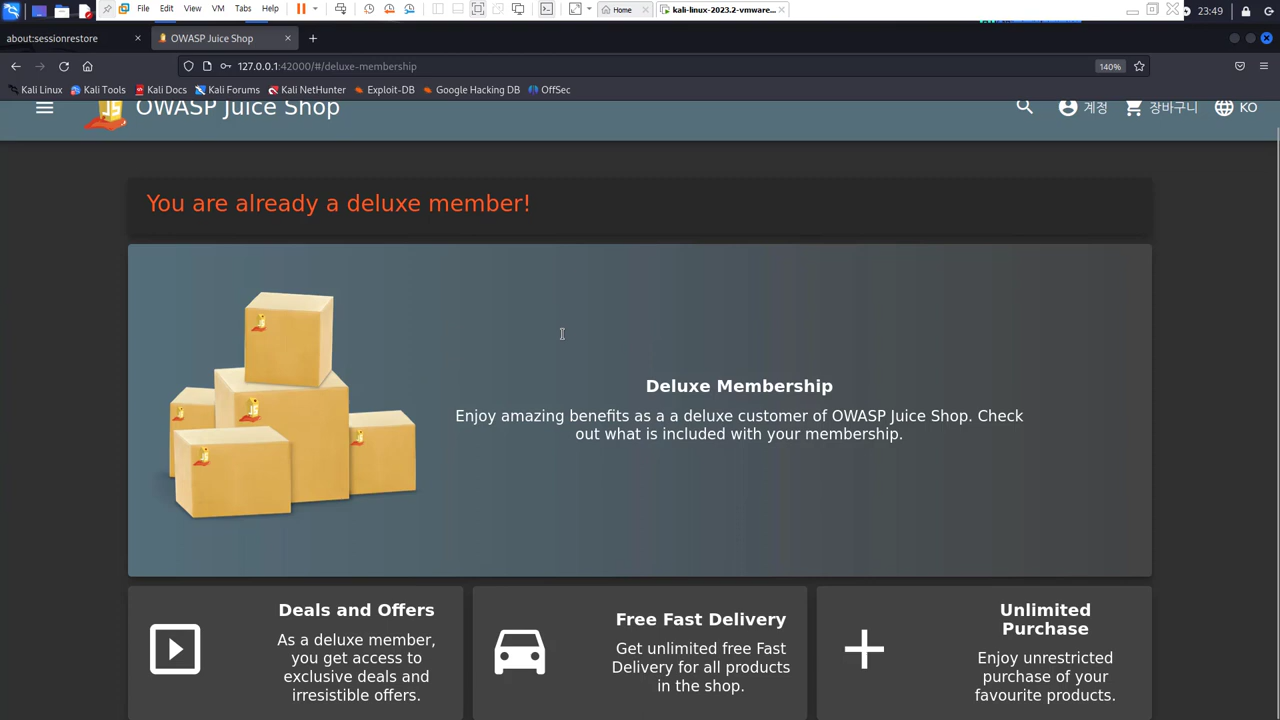 File Edit View VM Tabs Help
Home
kali-linux-2023.2-vmware...
23:49
about:sessionrestore
OWASP Juice Shop
127.0.0.1:42000/#/deluxe-membership
140%
Kali Linux
Kali Tools
Kali Docs
Kali Forums
Kali NetHunter
Exploit-DB
Google Hacking DB
OffSec
OWASP Juice Shop
계정
장바구니
KO
You are already a deluxe member!
Deluxe Membership
Enjoy amazing benefits as a a deluxe customer of OWASP Juice Shop. Check
out what is included with your membership.
Deals and Offers
As a deluxe member,
you get access to
exclusive deals and
irresistible offers.
Free Fast Delivery
Get unlimited free Fast
Delivery for all products
in the shop.
Unlimited
Purchase
Enjoy unrestricted
purchase of your
favourite products.